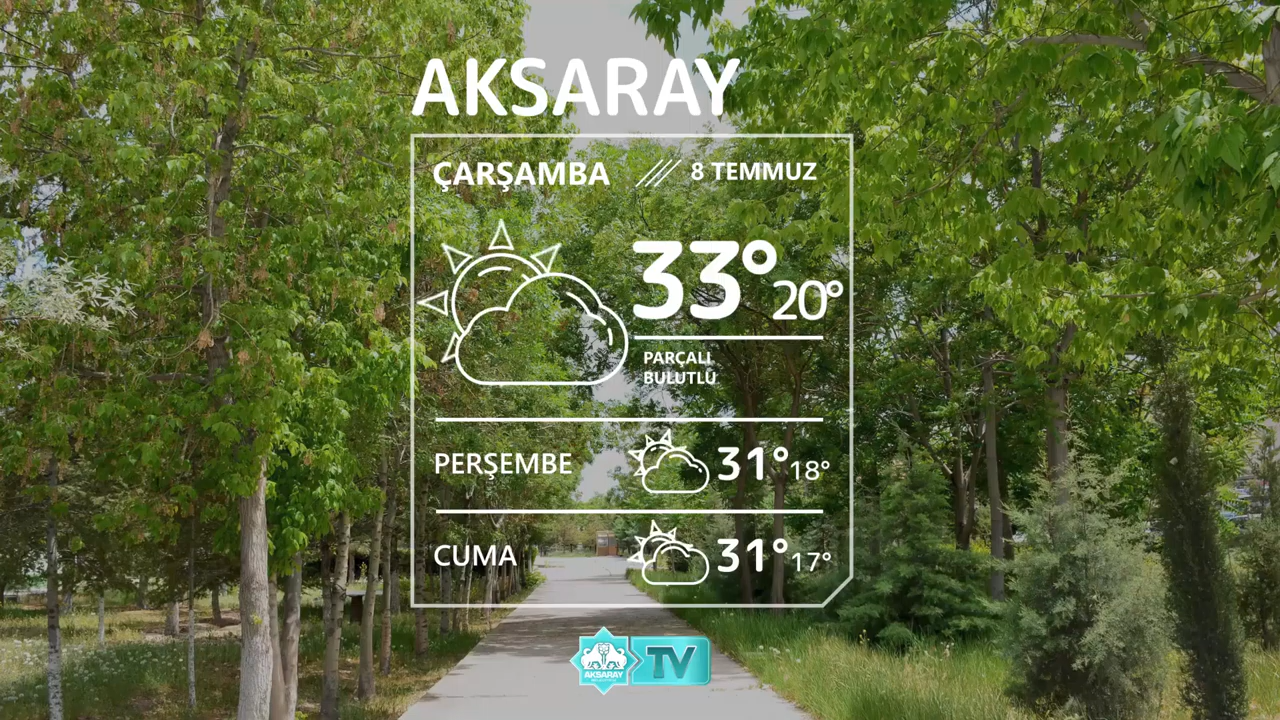 AKSARAY
ÇARŞAMBA /// 8 TEMMUZ
33° 20°
PARÇALI
BULUTLU
PERŞEMBE 31° 18°
CUMA 31° 17°
AKSARAY TV